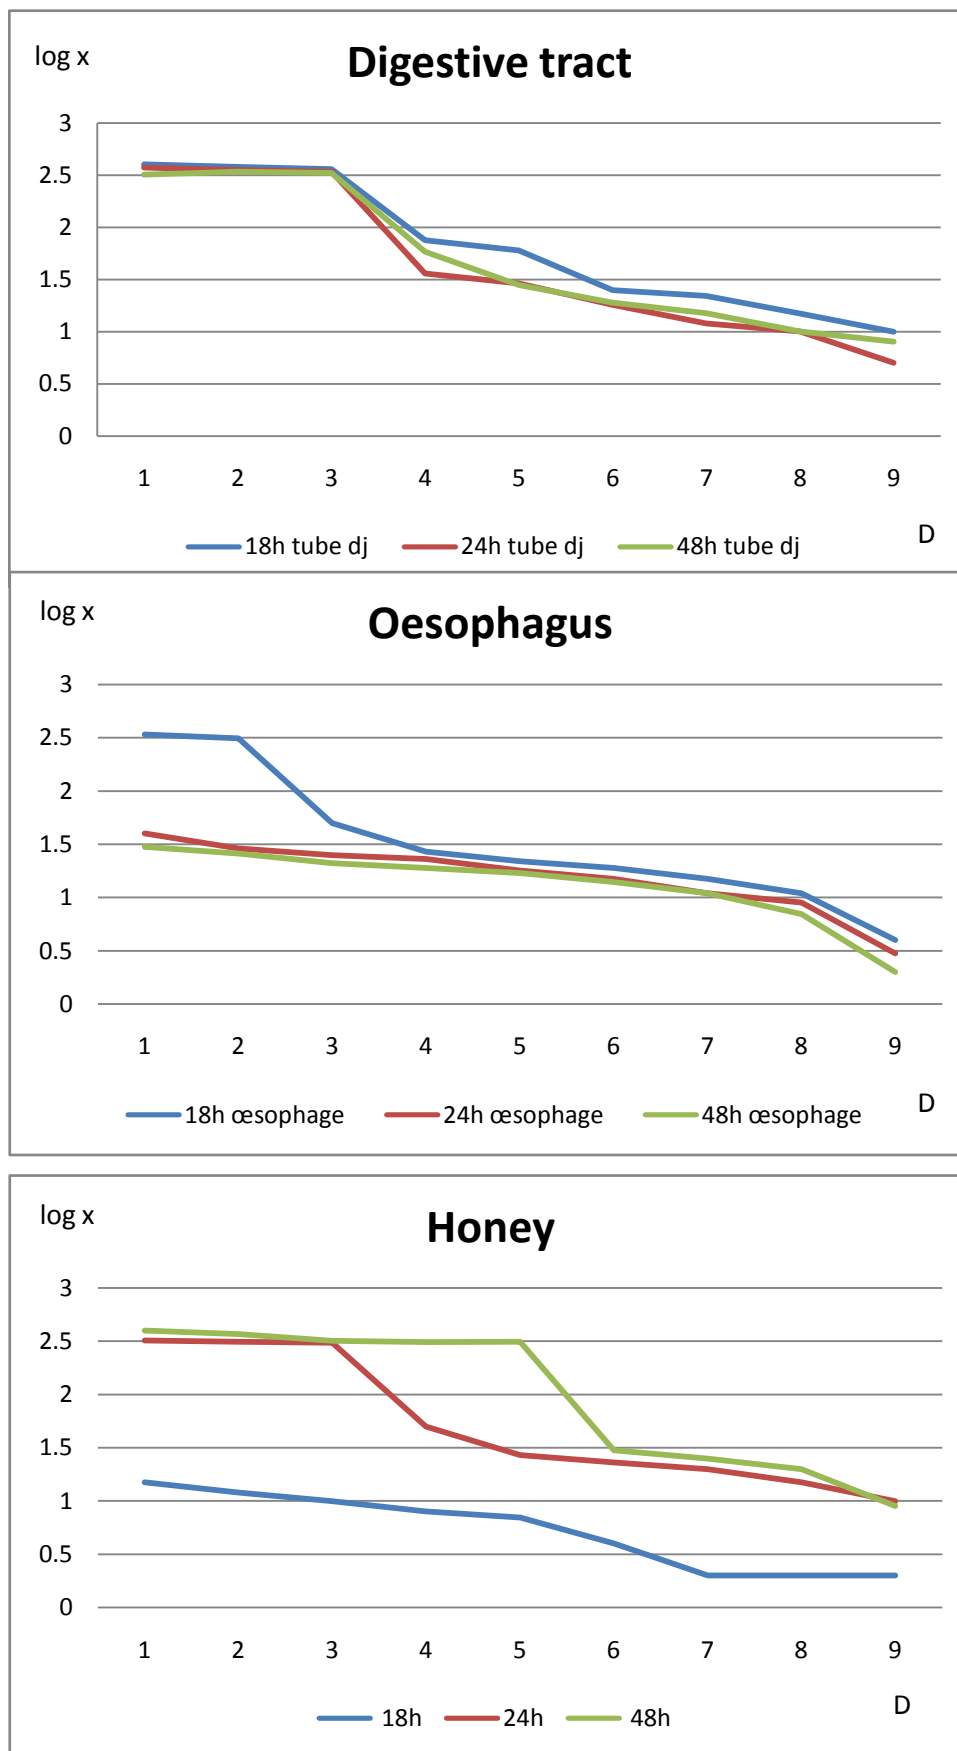 log x
Digestive tract
3
2.5
2
1.5
1
0.5
0
1 2 3 4 5 6 7 8 9
D
18h tube dj 24h tube dj 48h tube dj
log x
Oesophagus
3
2.5
2
1.5
1
0.5
0
1 2 3 4 5 6 7 8 9
D
18h œsophage 24h œsophage 48h œsophage
log x
Honey
3
2.5
2
1.5
1
0.5
0
1 2 3 4 5 6 7 8 9
D
18h 24h 48h